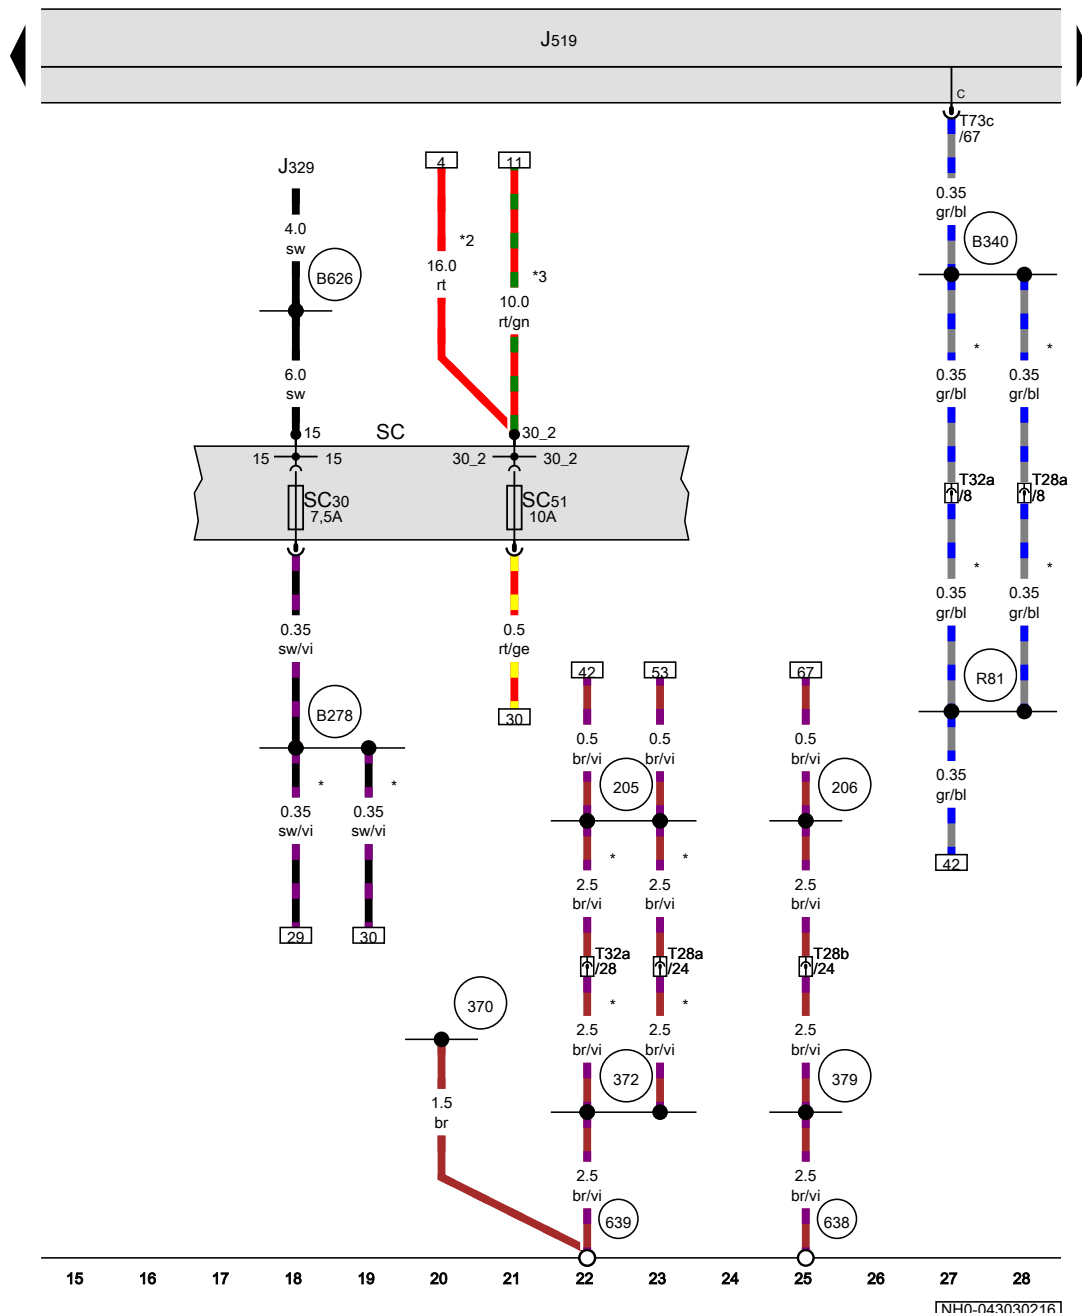 J519
C
T73c
/67
J329
4
11
0.35
gr/bl
4.0
sw
*2
B340
16.0
rt
*3
B626
10.0
rt/gn
*
*
6.0
sw
0.35
gr/bl
0.35
gr/bl
15
SC
30_2
15
15
30_2
30_2
T32a
/8
T28a
/8
SC30
7,5A
SC51
10A
*
*
0.35
gr/bl
0.35
gr/bl
0.35
sw/vi
0.5
rt/ge
42
53
67
R81
B278
30
0.5
br/vi
0.5
br/vi
0.5
br/vi
0.35
gr/bl
*
*
205
206
0.35
sw/vi
0.35
sw/vi
*
*
42
2.5
br/vi
2.5
br/vi
2.5
br/vi
29
30
T32a
/28
T28a
/24
T28b
/24
370
*
*
2.5
br/vi
2.5
br/vi
2.5
br/vi
372
379
1.5
br
2.5
br/vi
2.5
br/vi
639
638
15 16 17 18 19 20 21 22 23 24 25 26 27 28
NH0-043030216